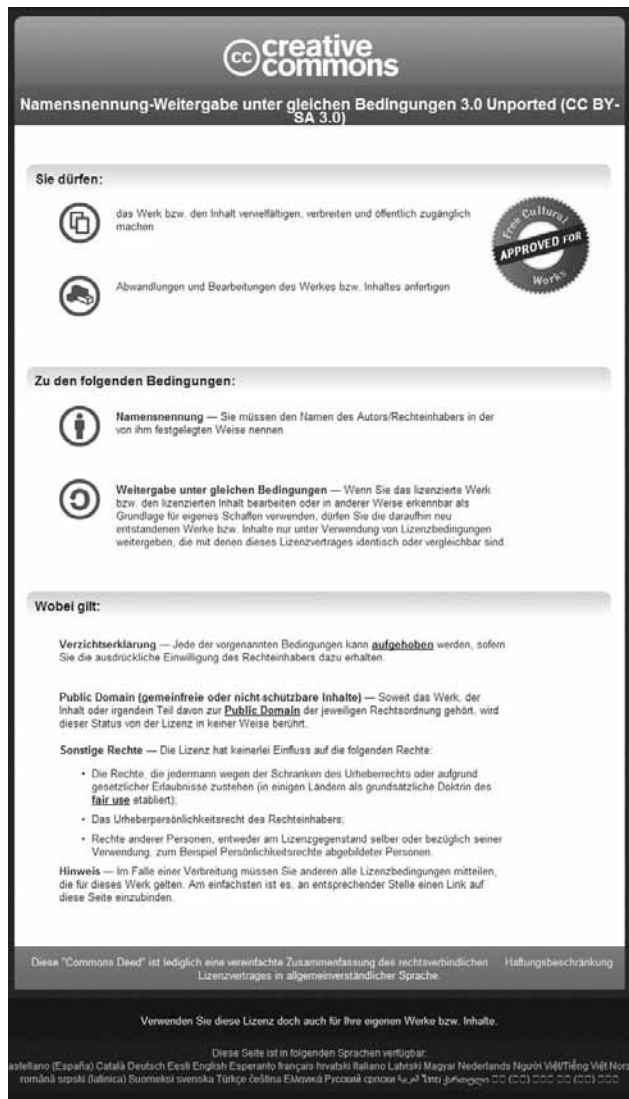 cc creative
commons
Namensnennung-Weitergabe unter gleichen Bedingungen 3.0 Unported (CC BY-
SA 3.0)
Sie dürfen:
das Werk bzw. den Inhalt vervielfältigen, verbreiten und öffentlich zugänglich
machen
Abwandlungen und Bearbeitungen des Werkes bzw. Inhaltes anfertigen
Free Cultural
APPROVED FOR
Works
Zu den folgenden Bedingungen:
Namensnennung — Sie müssen den Namen des Autors/Rechteinhabers in der
von ihm festgelegten Weise nennen.
Weitergabe unter gleichen Bedingungen — Wenn Sie das lizenzierte Werk
bzw. den lizenzierten Inhalt bearbeiten oder in anderer Weise erkennbar als
Grundlage für eigenes Schaffen verwenden, dürfen Sie die daraufhin neu
entstandenen Werke bzw. Inhalte nur unter Verwendung von Lizenzbedingungen
weitergeben, die mit denen dieses Lizenzvertrages identisch oder vergleichbar sind.
Wobei gilt:
Verzichtserklärung — Jede der vorgenannten Bedingungen kann aufgehoben werden, sofern
Sie die ausdrückliche Einwilligung des Rechteinhabers dazu erhalten.
Public Domain (gemeinfreie oder nicht-schützbare Inhalte) — Soweit das Werk, der
Inhalt oder irgendein Teil davon zur Public Domain der jeweiligen Rechtsordnung gehört, wird
dieser Status von der Lizenz in keiner Weise berührt.
Sonstige Rechte — Die Lizenz hat keinerlei Einfluss auf die folgenden Rechte:
• Die Rechte, die jedermann wegen der Schranken des Urheberrechts oder aufgrund
gesetzlicher Erlaubnisse zustehen (in einigen Ländern als grundsätzliche Doktrin des
fair use etabliert);
• Das Urheberpersönlichkeitsrecht des Rechteinhabers;
• Rechte anderer Personen, entweder am Lizenzgegenstand selber oder bezüglich seiner
Verwendung, zum Beispiel Persönlichkeitsrechte abgebildeter Personen.
Hinweis — Im Falle einer Verbreitung müssen Sie anderen alle Lizenzbedingungen mitteilen,
die für dieses Werk gelten. Am einfachsten ist es, an entsprechender Stelle einen Link auf
diese Seite einzubinden.
Diese "Commons Deed" ist lediglich eine vereinfachte Zusammenfassung des rechtsverbindlichen Haftungsbeschränkung
Lizenzvertrages in allgemeinverständlicher Sprache.
Verwenden Sie diese Lizenz doch auch für Ihre eigenen Werke bzw. Inhalte.
Diese Seite ist in folgenden Sprachen verfügbar:
astellano (España) Català Deutsch Eesti English Esperanto français hrvatski Italiano Latviski Magyar Nederlands Người Việt/Tiếng Việt Nors
română srpski (latinica) Suomeksi svenska Türkçe čeština Ελληνικά Русский српски